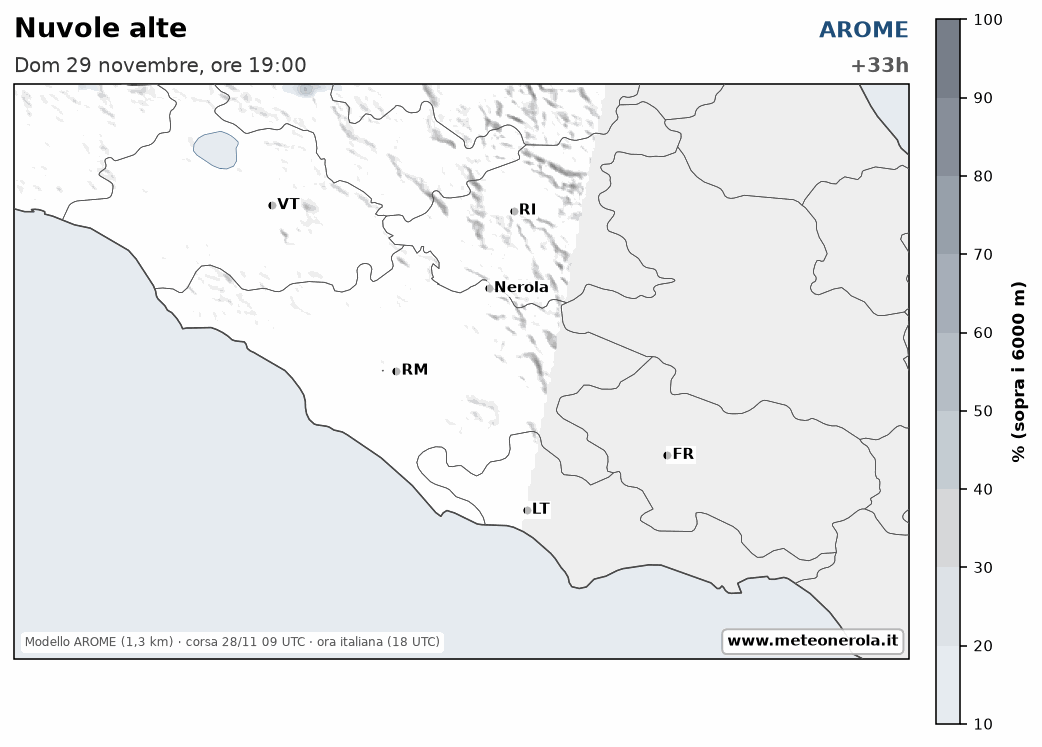 Nuvole alte
AROME
Dom 29 novembre, ore 19:00
+33h
100
90
80
70
60
50
40
30
20
10
% (sopra i 6000 m)
VT
RI
Nerola
RM
FR
LT
Modello AROME (1,3 km) · corsa 28/11 09 UTC · ora italiana (18 UTC)
www.meteonerola.it